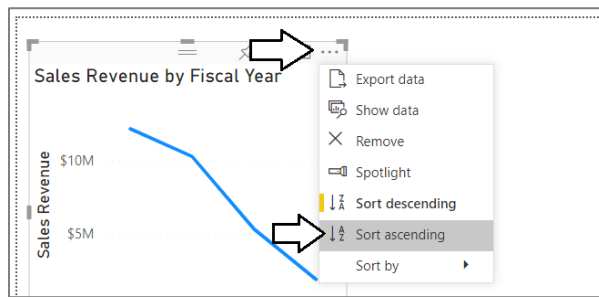 Sales Revenue by Fiscal Year
$10M
$5M
Sales Revenue
Export data
Show data
Remove
Spotlight
Sort descending
Sort ascending
Sort by